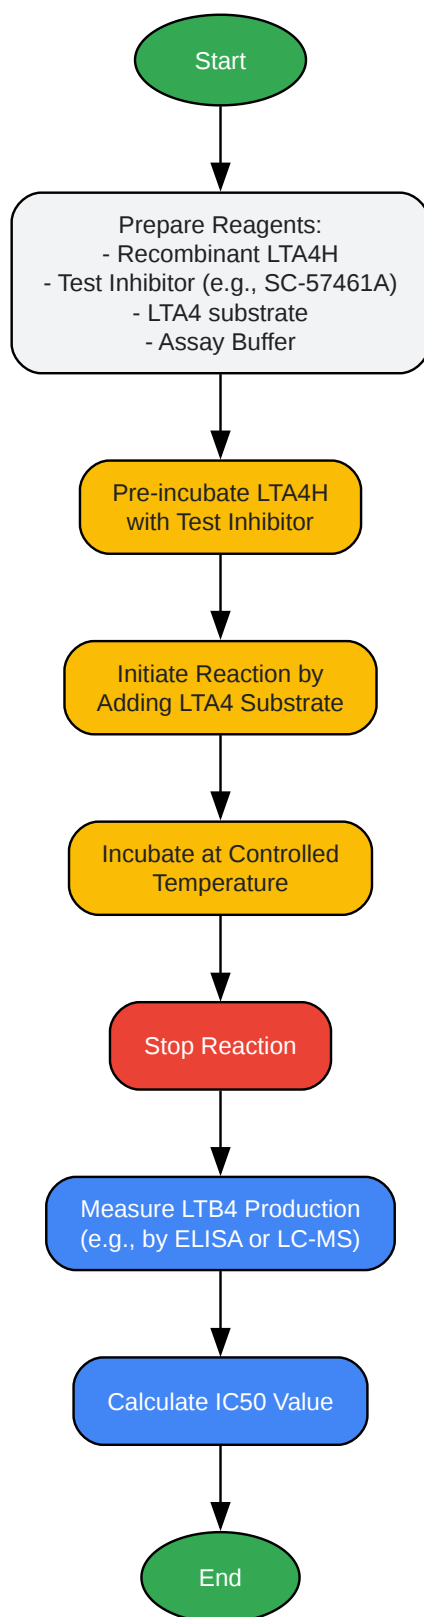 Start
Prepare Reagents:
- Recombinant LTA4H
- Test Inhibitor (e.g., SC-57461A)
- LTA4 substrate
- Assay Buffer
Pre-incubate LTA4H
with Test Inhibitor
Initiate Reaction by
Adding LTA4 Substrate
Incubate at Controlled
Temperature
Stop Reaction
Measure LTB4 Production
(e.g., by ELISA or LC-MS)
Calculate IC50 Value
End